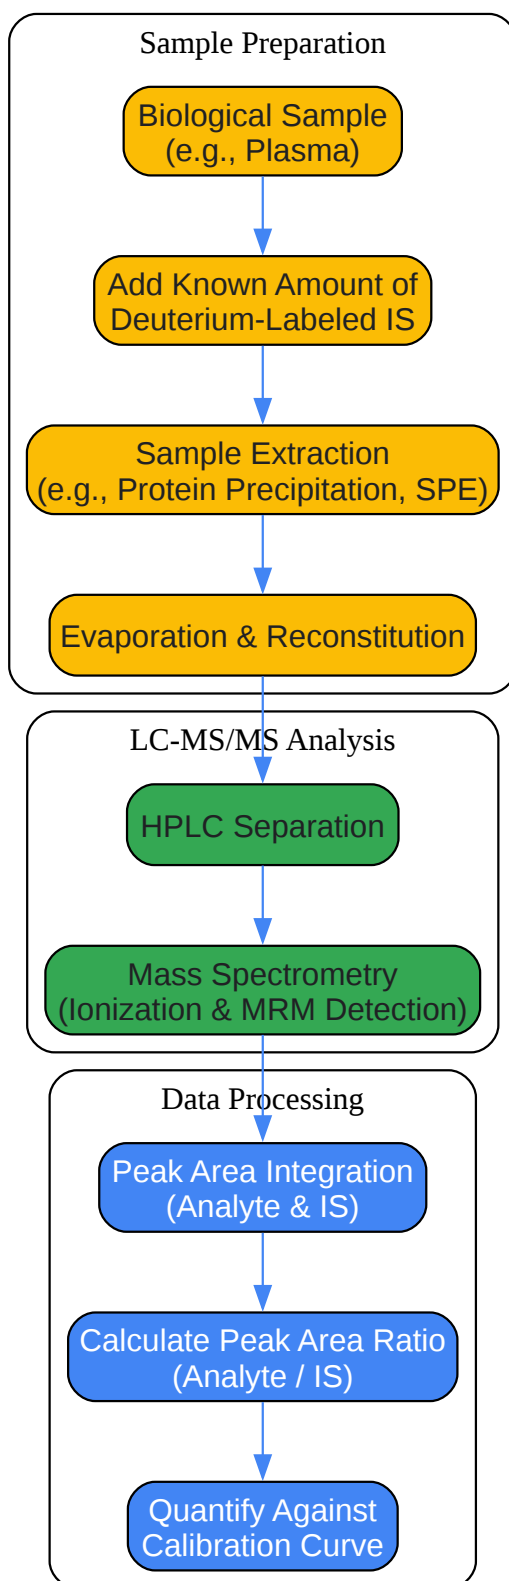 Sample Preparation
Biological Sample
(e.g., Plasma)
Add Known Amount of
Deuterium-Labeled IS
Sample Extraction
(e.g., Protein Precipitation, SPE)
Evaporation & Reconstitution
LC-MS/MS Analysis
HPLC Separation
Mass Spectrometry
(Ionization & MRM Detection)
Data Processing
Peak Area Integration
(Analyte & IS)
Calculate Peak Area Ratio
(Analyte / IS)
Quantify Against
Calibration Curve